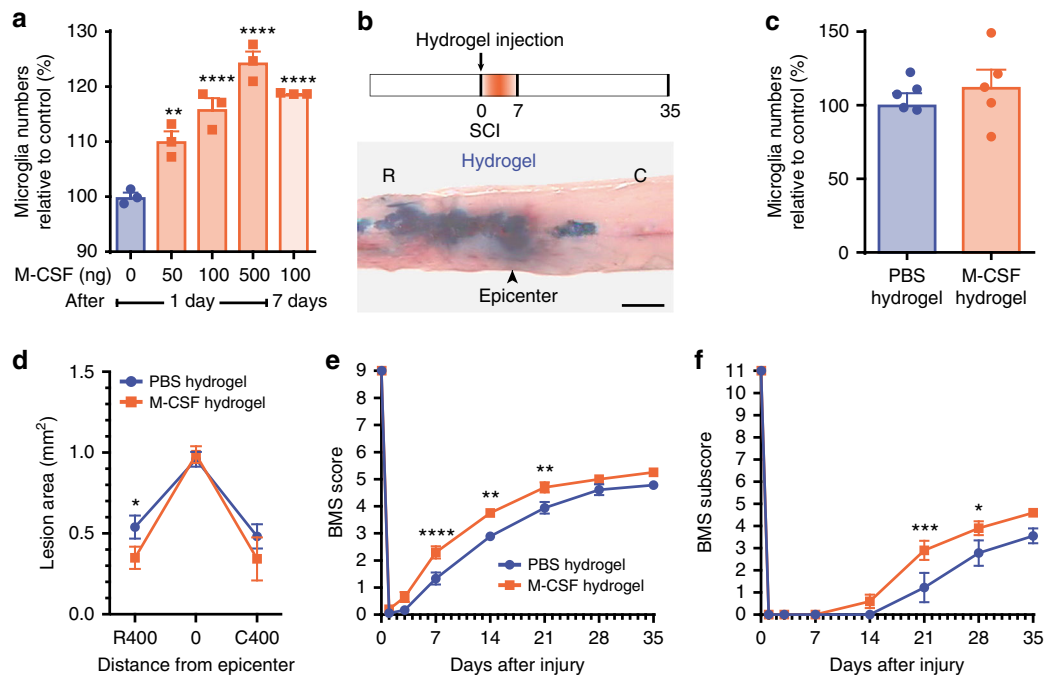 a
Microglia numbers
relative to control (%)
130
120
110
100
90
**
****
****
****
M-CSF (ng)
0
50
100
500
100
After
1 day
7 days
b
Hydrogel injection
0
7
35
SCI
Hydrogel
R
C
Epicenter
c
Microglia numbers
relative to control (%)
150
100
50
0
PBS
hydrogel
M-CSF
hydrogel
d
Lesion area (mm²)
1.5
1.0
0.5
0.0
PBS hydrogel
M-CSF hydrogel
*
R400
0
C400
Distance from epicenter
e
BMS score
9
8
7
6
5
4
3
2
1
0
****
**
**
PBS hydrogel
M-CSF hydrogel
0
7
14
21
28
35
Days after injury
f
BMS subscore
11
10
9
8
7
6
5
4
3
2
1
0
***
*
0
7
14
21
28
35
Days after injury